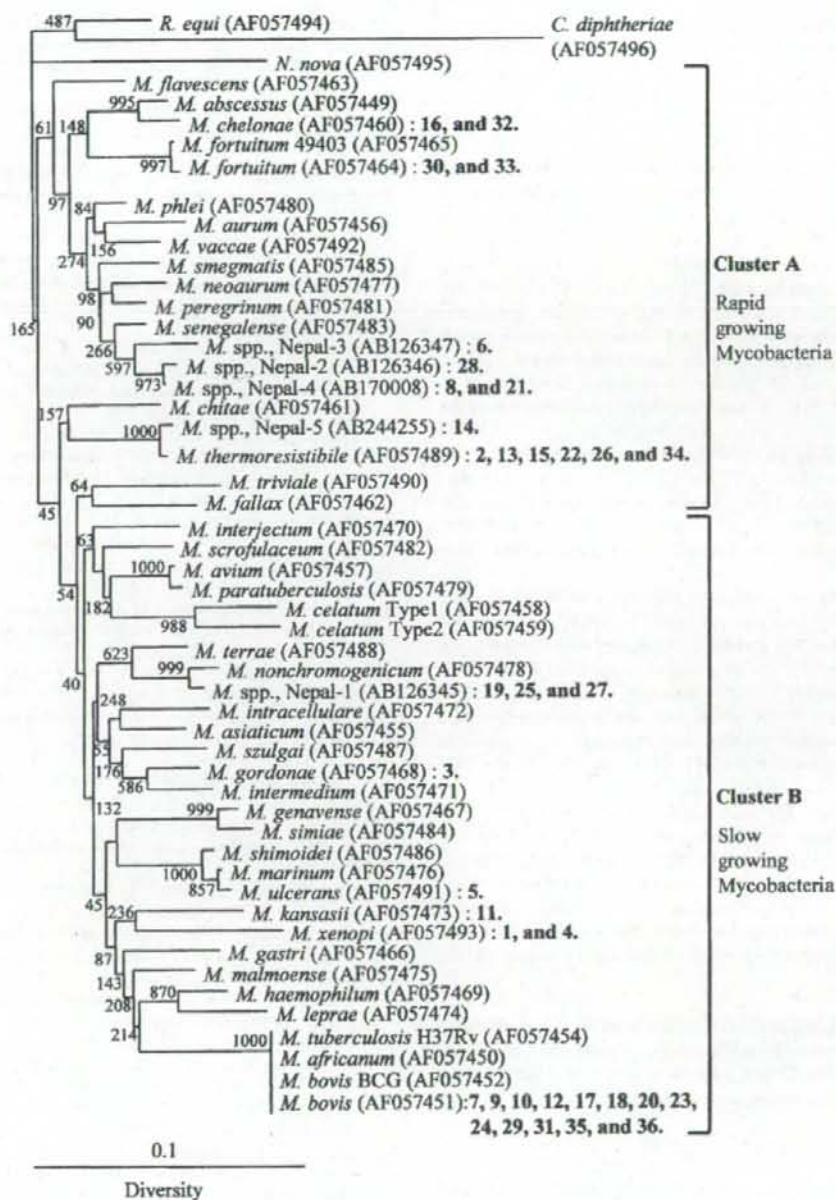 487
R. equi (AF057494)
C. diphtheriae
(AF057496)
N. nova (AF057495)
M. flavescens (AF057463)
61
995
M. abscessus (AF057449)
148
M. chelonae (AF057460) : 16, and 32.
M. fortuitum 49403 (AF057465)
997
M. fortuitum (AF057464) : 30, and 33.
97
M. phlei (AF057480)
84
M. aurum (AF057456)
156
M. vaccae (AF057492)
274
M. smegmatis (AF057485)
M. neoaurum (AF057477)
98
M. peregrinum (AF057481)
90
M. senegalense (AF057483)
165
266
M. spp., Nepal-3 (AB126347) : 6.
597
M. spp., Nepal-2 (AB126346) : 28.
973
M. spp., Nepal-4 (AB170008) : 8, and 21.
157
M. chitae (AF057461)
1000
M. spp., Nepal-5 (AB244255) : 14.
M. thermoresistibile (AF057489) : 2, 13, 15, 22, 26, and 34.
64
M. triviale (AF057490)
45
M. fallax (AF057462)
Cluster A
Rapid
growing
Mycobacteria
63
M. interjectum (AF057470)
M. scrofulaceum (AF057482)
1000
M. avium (AF057457)
54
M. paratuberculosis (AF057479)
182
M. celatum Type1 (AF057458)
988
M. celatum Type2 (AF057459)
623
M. terrae (AF057488)
999
M. nonchromogenicum (AF057478)
40
M. spp., Nepal-1 (AB126345) : 19, 25, and 27.
248
M. intracellulare (AF057472)
M. asiaticum (AF057455)
53
M. szulgai (AF057487)
176
M. gordonae (AF057468) : 3.
586
M. intermedium (AF057471)
132
999
M. genavense (AF057467)
M. simiae (AF057484)
M. shimoidei (AF057486)
1000
M. marinum (AF057476)
857
M. ulcerans (AF057491) : 5.
45
236
M. kansasii (AF057473) : 11.
M. xenopi (AF057493) : 1, and 4.
87
M. gastri (AF057466)
143
M. malmoense (AF057475)
870
M. haemophilum (AF057469)
208
M. leprae (AF057474)
214
1000
M. tuberculosis H37Rv (AF057454)
M. africanum (AF057450)
M. bovis BCG (AF057452)
M. bovis (AF057451):7, 9, 10, 12, 17, 18, 20, 23,
24, 29, 31, 35, and 36.
Cluster B
Slow
growing
Mycobacteria
0.1
Diversity